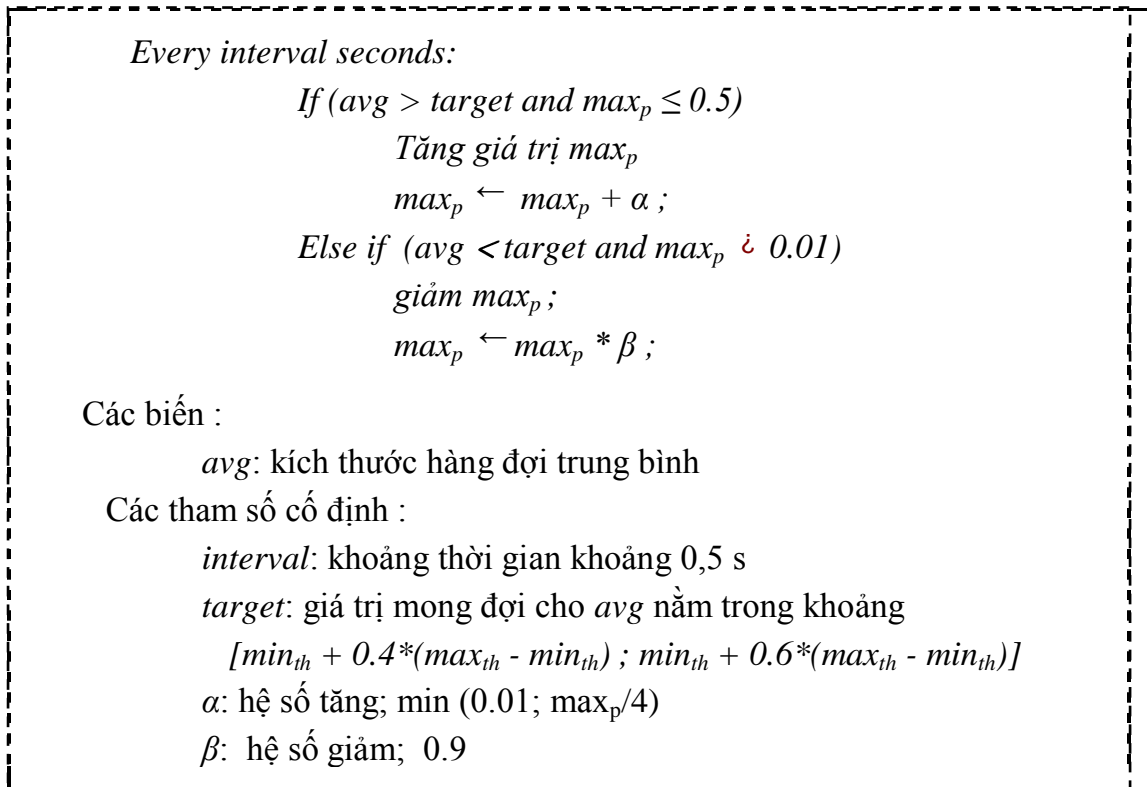 Every interval seconds:
If (avg > target and maxₚ ≤ 0.5)
Tăng giá trị maxₚ
maxₚ ← maxₚ + α ;
Else if (avg < target and maxₚ ¿ 0.01)
giảm maxₚ ;
maxₚ ← maxₚ * β ;
Các biến :
avg: kích thước hàng đợi trung bình
Các tham số cố định :
interval: khoảng thời gian khoảng 0,5 s
target: giá trị mong đợi cho avg nằm trong khoảng
[minₜₕ + 0.4*(maxₜₕ - minₜₕ) ; minₜₕ + 0.6*(maxₜₕ - minₜₕ)]
α: hệ số tăng; min (0.01; maxₚ/4)
β: hệ số giảm; 0.9